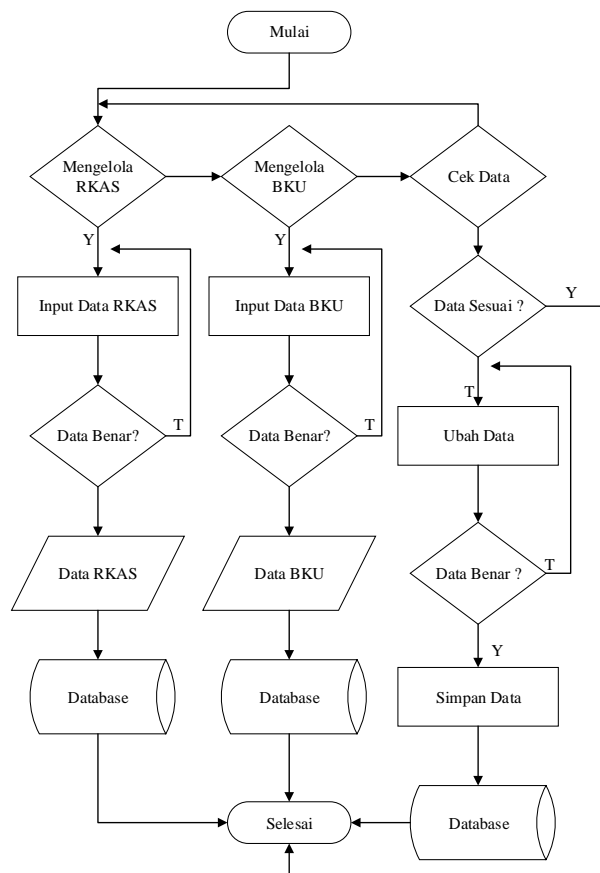 Mulai
Mengelola
RKAS
Mengelola
BKU
Cek Data
Y
Y
Input Data RKAS
Input Data BKU
Data Sesuai ?
Y
T
Data Benar?
T
Data Benar?
T
Ubah Data
Data RKAS
Data BKU
Data Benar ?
T
Y
Database
Database
Simpan Data
Selesai
Database